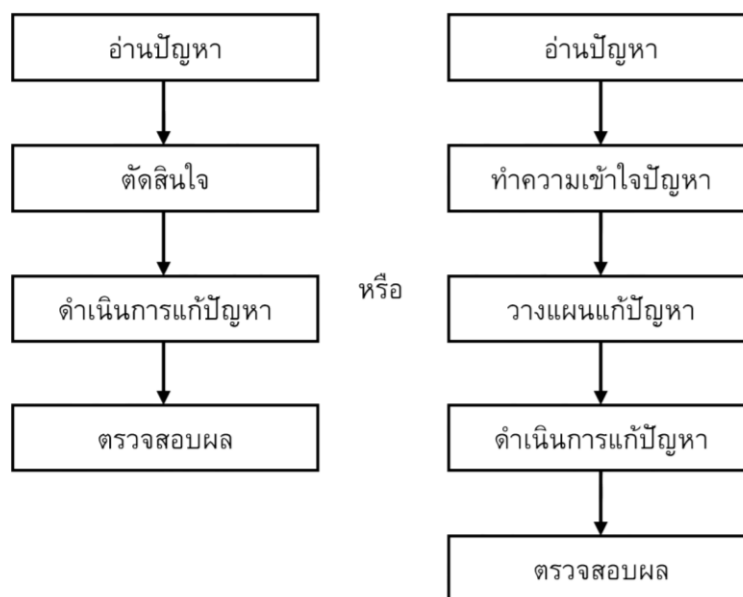 อ่านปัญหา
ตัดสินใจ
ดำเนินการแก้ปัญหา
ตรวจสอบผล
หรือ
อ่านปัญหา
ทำความเข้าใจปัญหา
วางแผนแก้ปัญหา
ดำเนินการแก้ปัญหา
ตรวจสอบผล